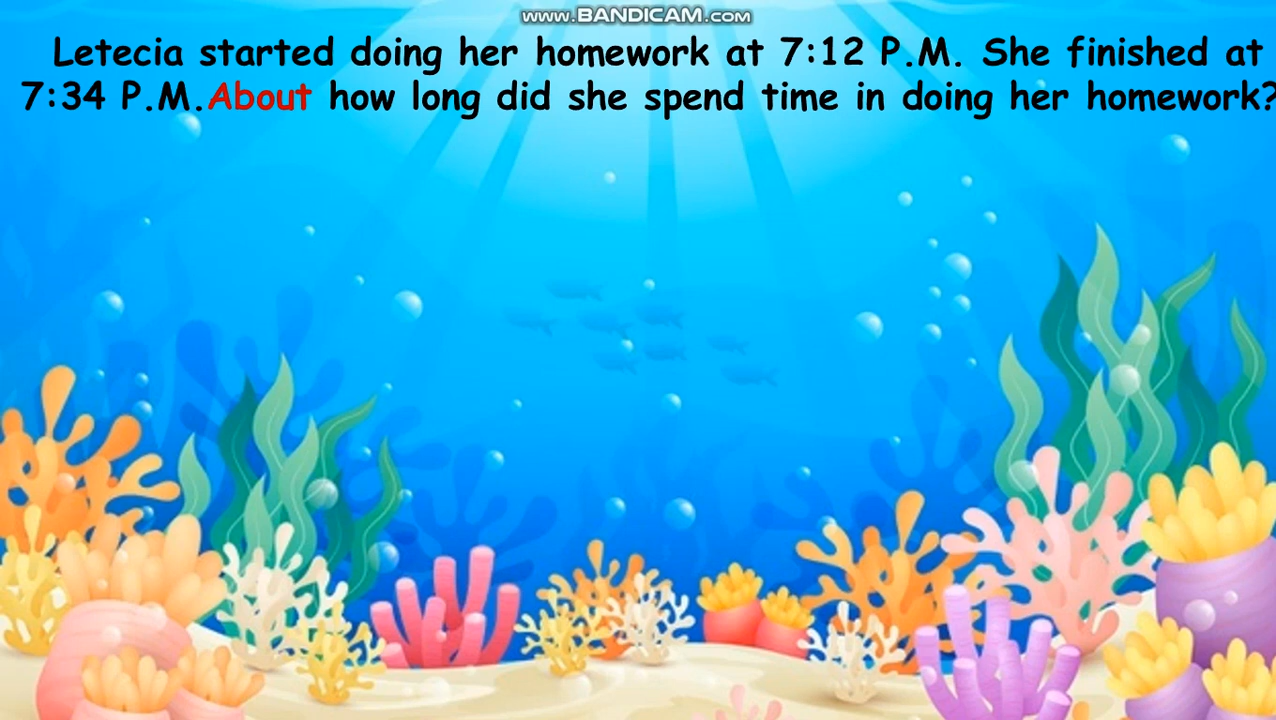 www.BANDICAM.com
Letecia started doing her homework at 7:12 P.M. She finished at
7:34 P.M.About how long did she spend time in doing her homework?